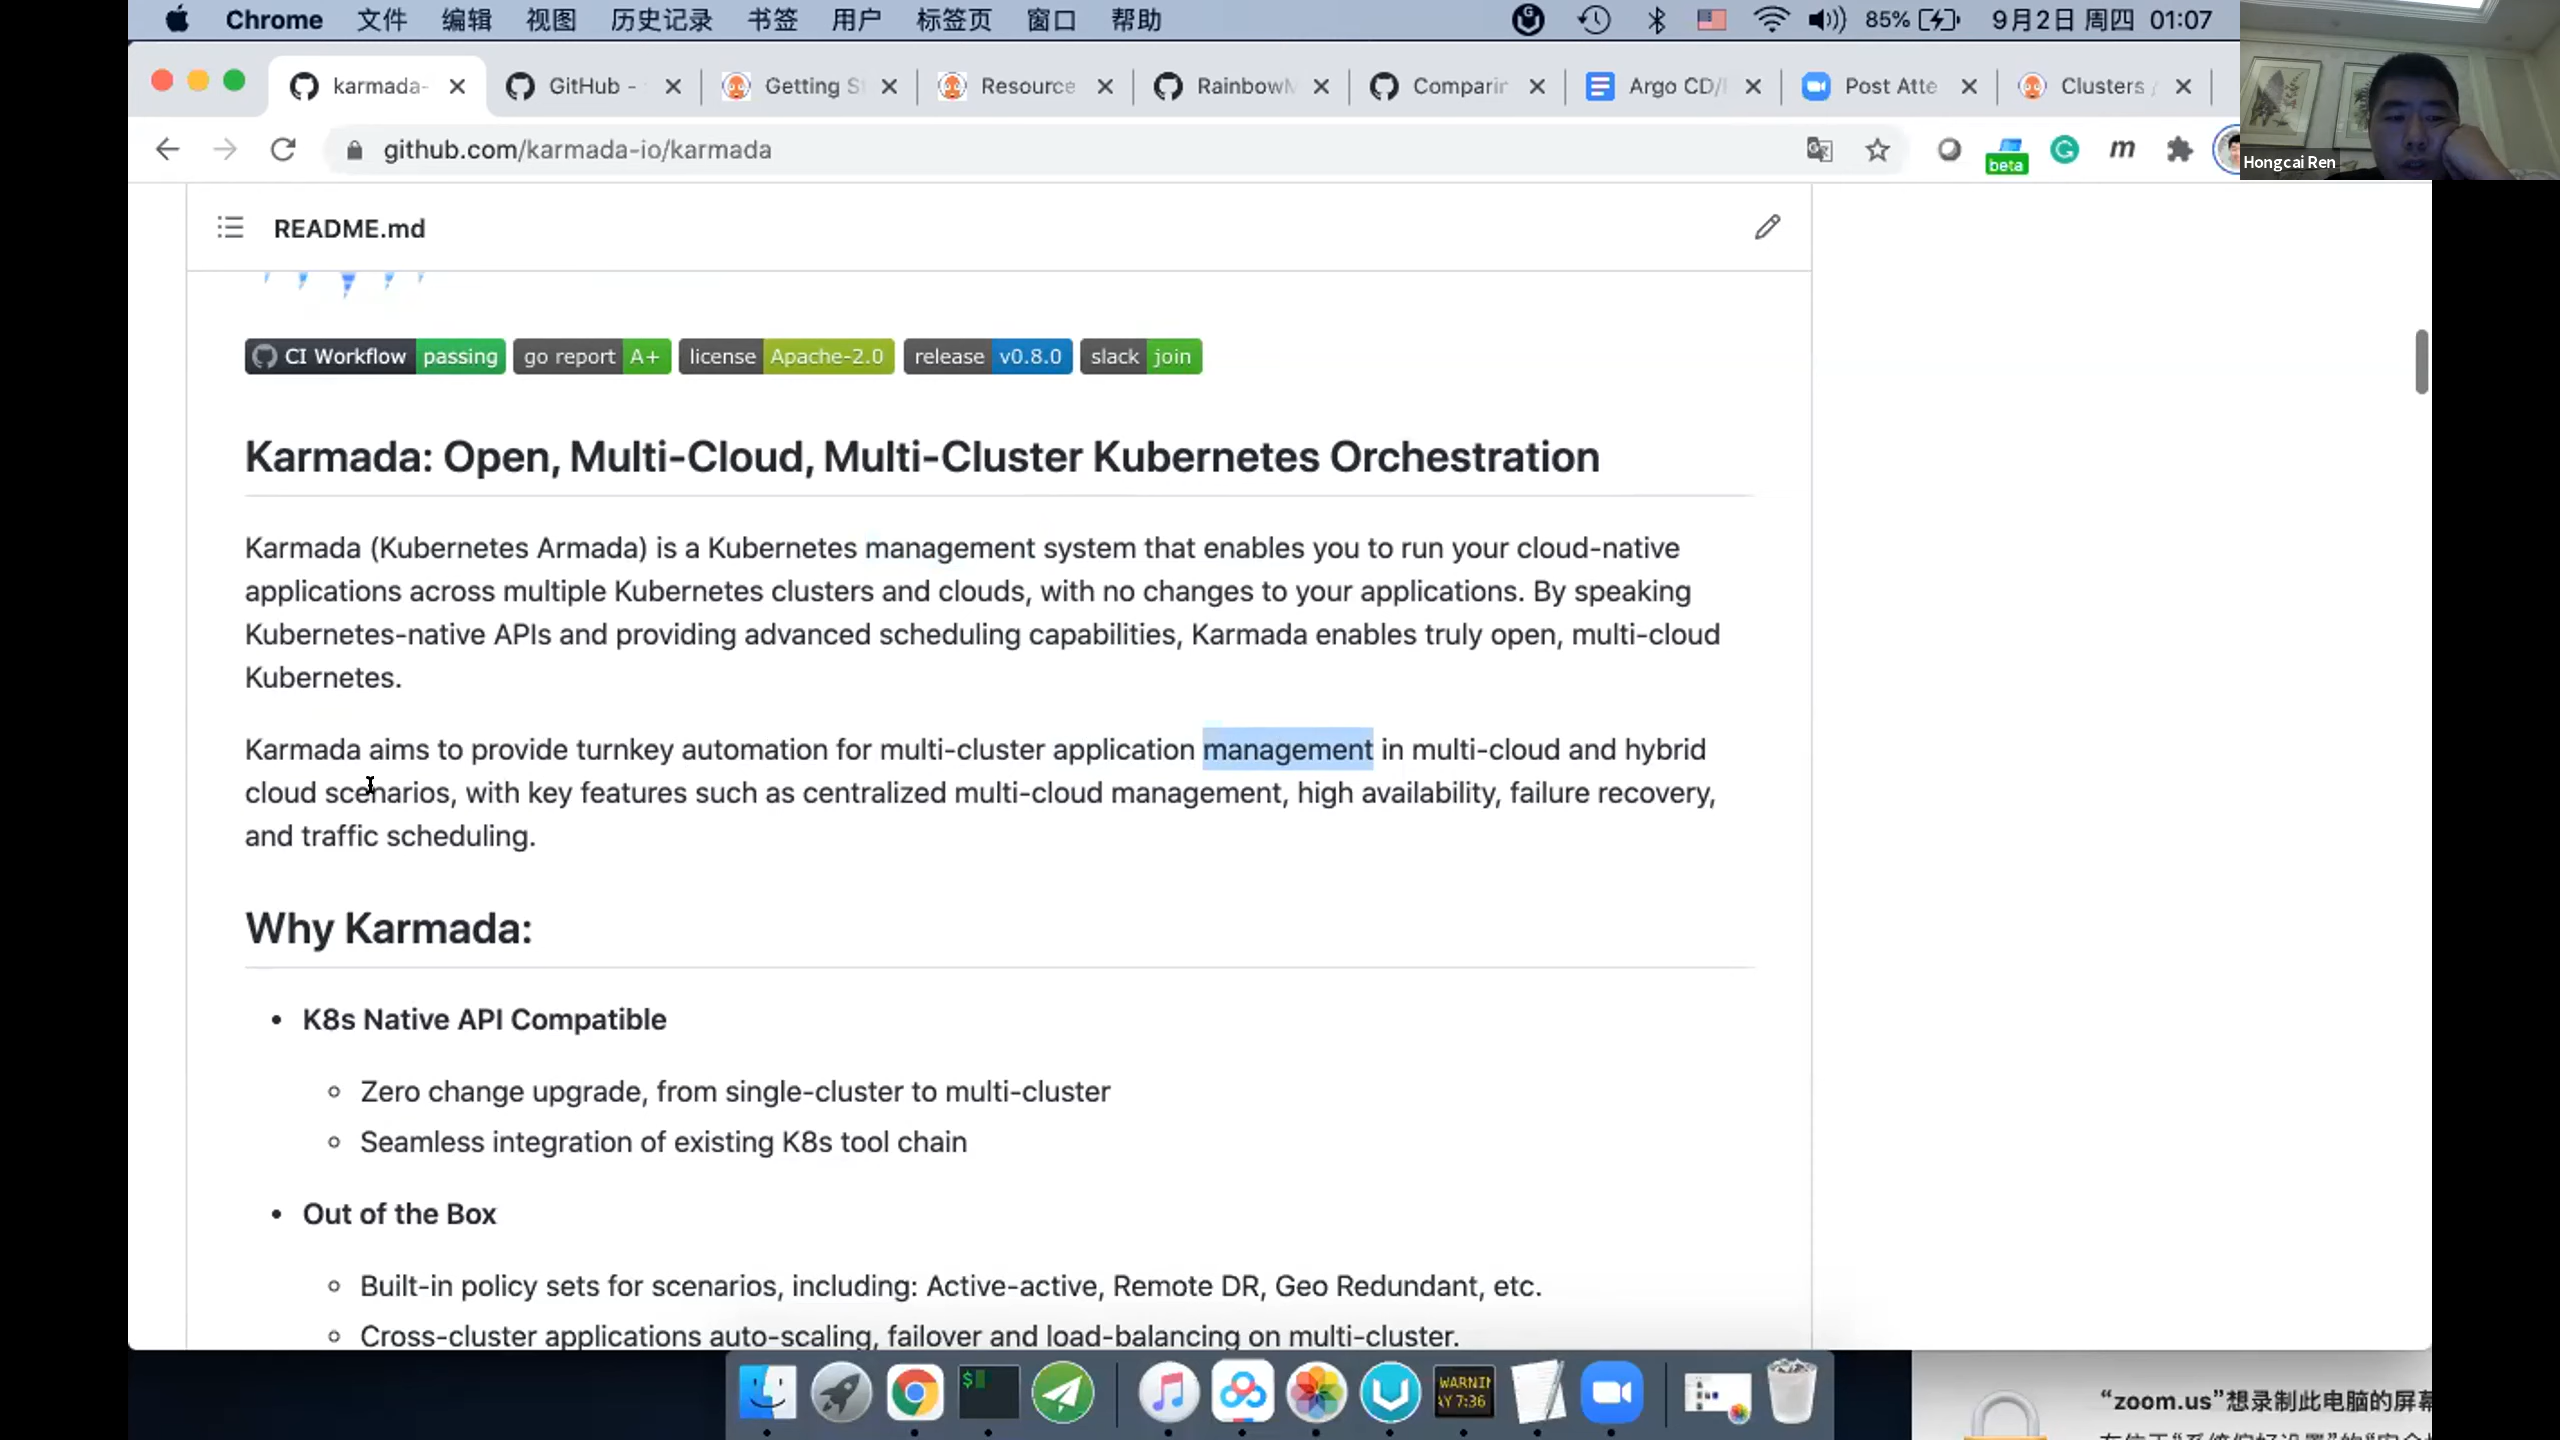 Chrome 文件 编辑 视图 历史记录 书签 用户 标签页 窗口 帮助 85% 9月2日 周四 01:07
karmada- GitHub - Getting S Resource RainbowM Comparin Argo CD/ Post Atte Clusters
github.com/karmada-io/karmada
beta
m
Hongcai Ren
README.md
CI Workflow passing go report A+ license Apache-2.0 release v0.8.0 slack join
Karmada: Open, Multi-Cloud, Multi-Cluster Kubernetes Orchestration
Karmada (Kubernetes Armada) is a Kubernetes management system that enables you to run your cloud-native
applications across multiple Kubernetes clusters and clouds, with no changes to your applications. By speaking
Kubernetes-native APIs and providing advanced scheduling capabilities, Karmada enables truly open, multi-cloud
Kubernetes.
Karmada aims to provide turnkey automation for multi-cluster application management in multi-cloud and hybrid
cloud scenarios, with key features such as centralized multi-cloud management, high availability, failure recovery,
and traffic scheduling.
Why Karmada:
• K8s Native API Compatible
◦ Zero change upgrade, from single-cluster to multi-cluster
◦ Seamless integration of existing K8s tool chain
• Out of the Box
◦ Built-in policy sets for scenarios, including: Active-active, Remote DR, Geo Redundant, etc.
◦ Cross-cluster applications auto-scaling, failover and load-balancing on multi-cluster.
$
WARNIN
AY 7:36
“zoom.us”想录制此电脑的屏幕